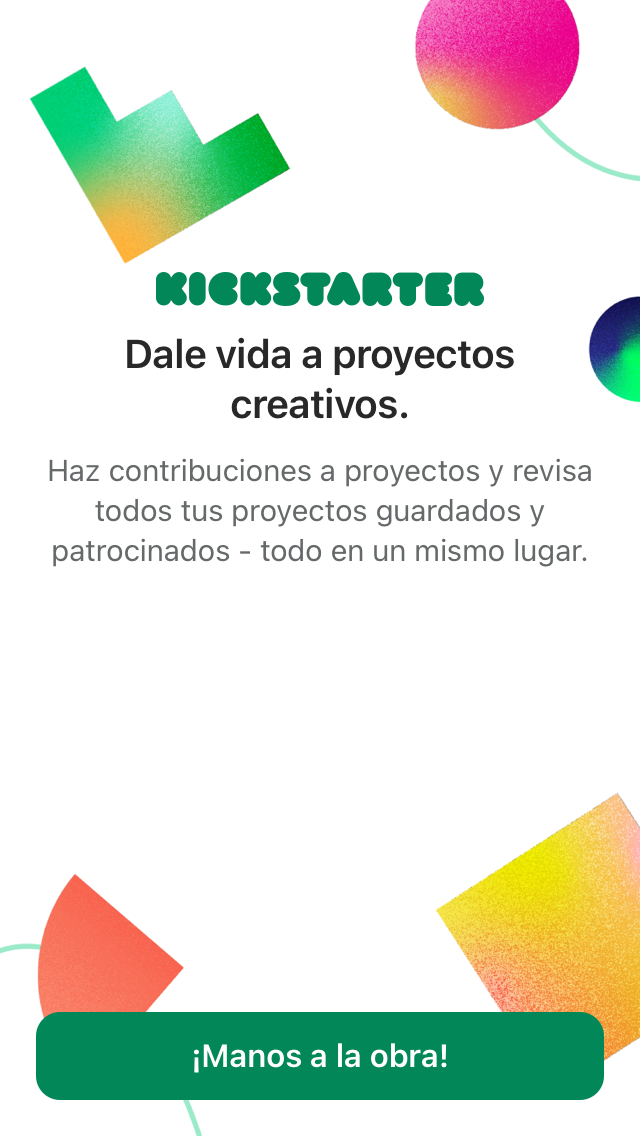 KICKSTARTER
Dale vida a proyectos
creativos.
Haz contribuciones a proyectos y revisa
todos tus proyectos guardados y
patrocinados - todo en un mismo lugar.
¡Manos a la obra!